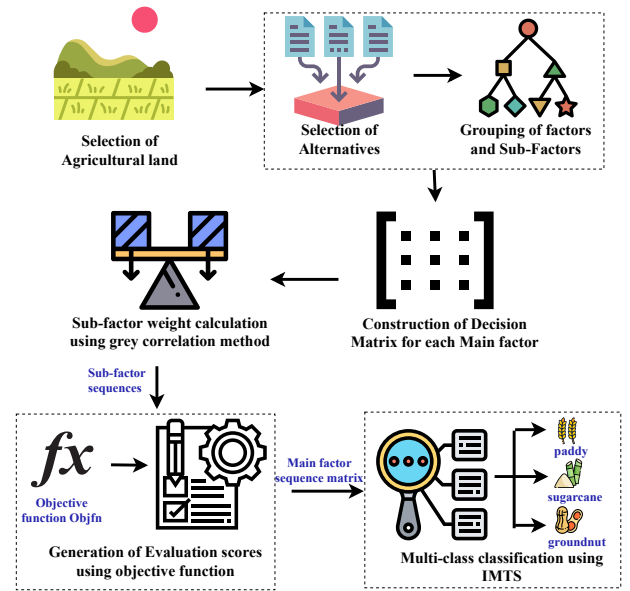 Selection of
Agricultural land
Selection of
Alternatives
Grouping of factors
and Sub-Factors
Sub-factor weight calculation
using grey correlation method
Construction of Decision
Matrix for each Main factor
Sub-factor
sequences
fx
Objective
function Objfn
Generation of Evaluation scores
using objective function
Main factor
sequence matrix
paddy
sugarcane
groundnut
Multi-class classification using
IMTS